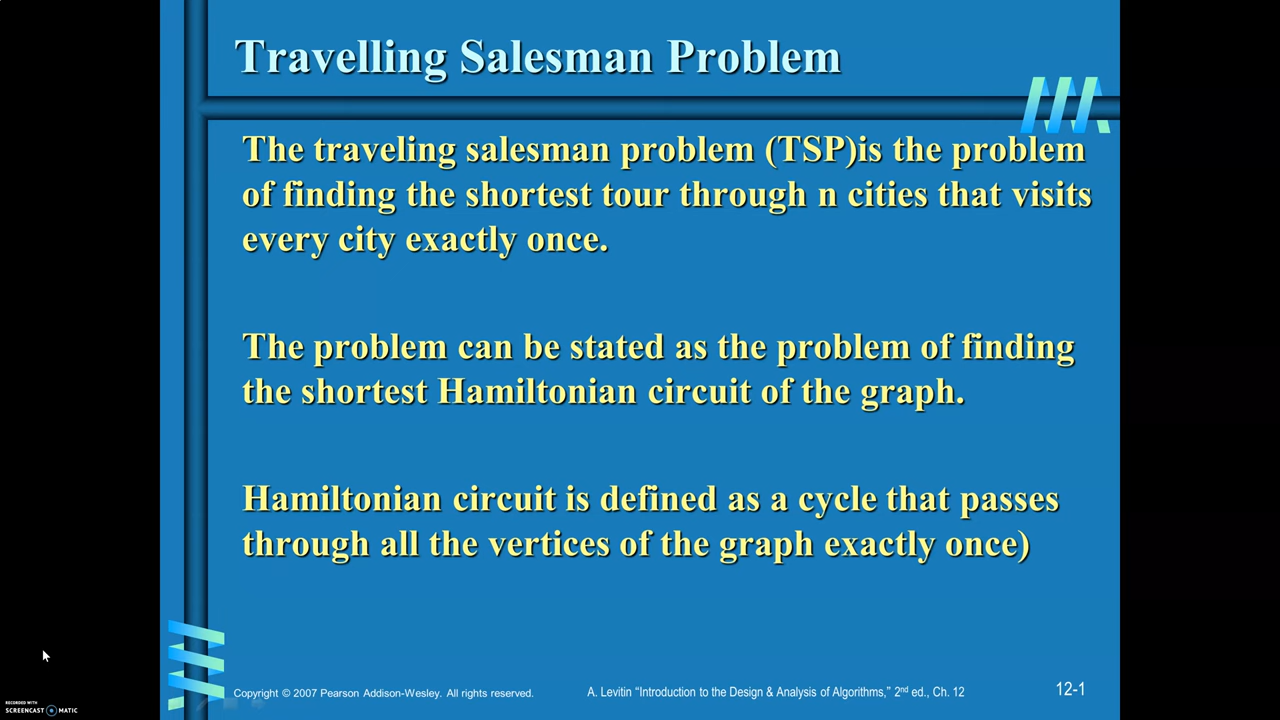 Travelling Salesman Problem
The traveling salesman problem (TSP)is the problem
of finding the shortest tour through n cities that visits
every city exactly once.
The problem can be stated as the problem of finding
the shortest Hamiltonian circuit of the graph.
Hamiltonian circuit is defined as a cycle that passes
through all the vertices of the graph exactly once)
Copyright © 2007 Pearson Addison-Wesley. All rights reserved.
A. Levitin “Introduction to the Design & Analysis of Algorithms,” 2nd ed., Ch. 12
12-1
RECORDED WITH
SCREENCAST MATIC